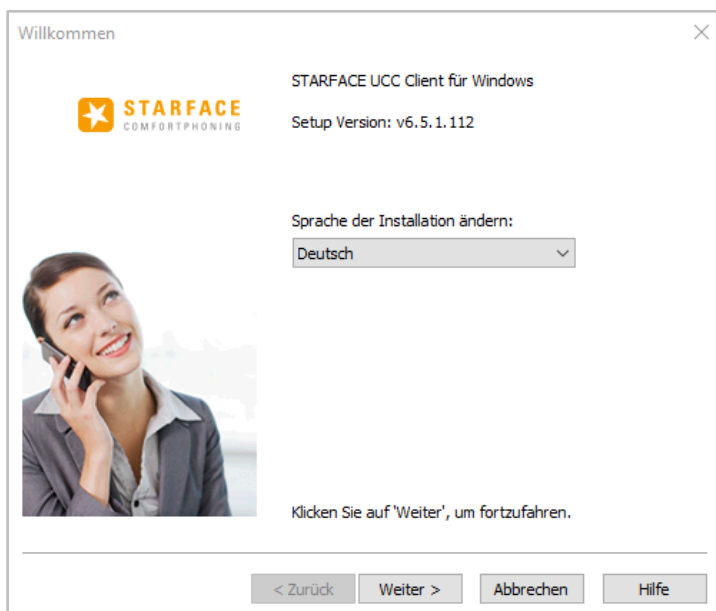 Willkommen
STARFACE
COMFORTPHONING
STARFACE UCC Client für Windows
Setup Version: v6.5.1.112
Sprache der Installation ändern:
Deutsch
Klicken Sie auf 'Weiter', um fortzufahren.
< Zurück
Weiter >
Abbrechen
Hilfe